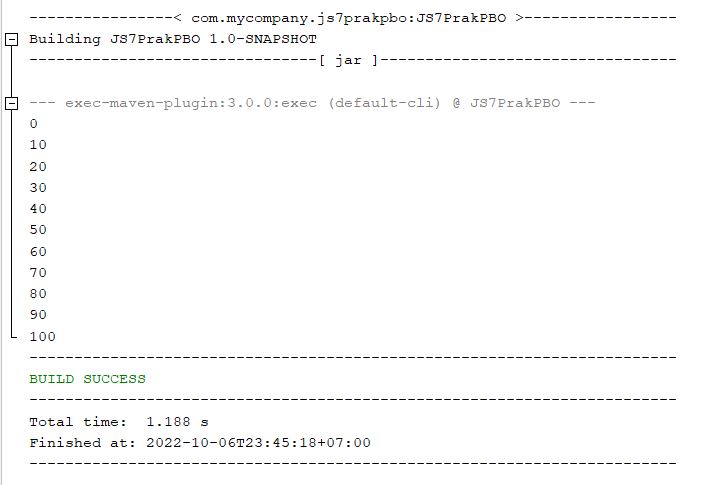 ----------------< com.mycompany.js7prakpbo:JS7PrakPBO >-----------------
Building JS7PrakPBO 1.0-SNAPSHOT
--------------------------------[ jar ]---------------------------------
--- exec-maven-plugin:3.0.0:exec (default-cli) @ JS7PrakPBO ---
0
10
20
30
40
50
60
70
80
90
100
------------------------------------------------------------------------
BUILD SUCCESS
------------------------------------------------------------------------
Total time:  1.188 s
Finished at: 2022-10-06T23:45:18+07:00
------------------------------------------------------------------------